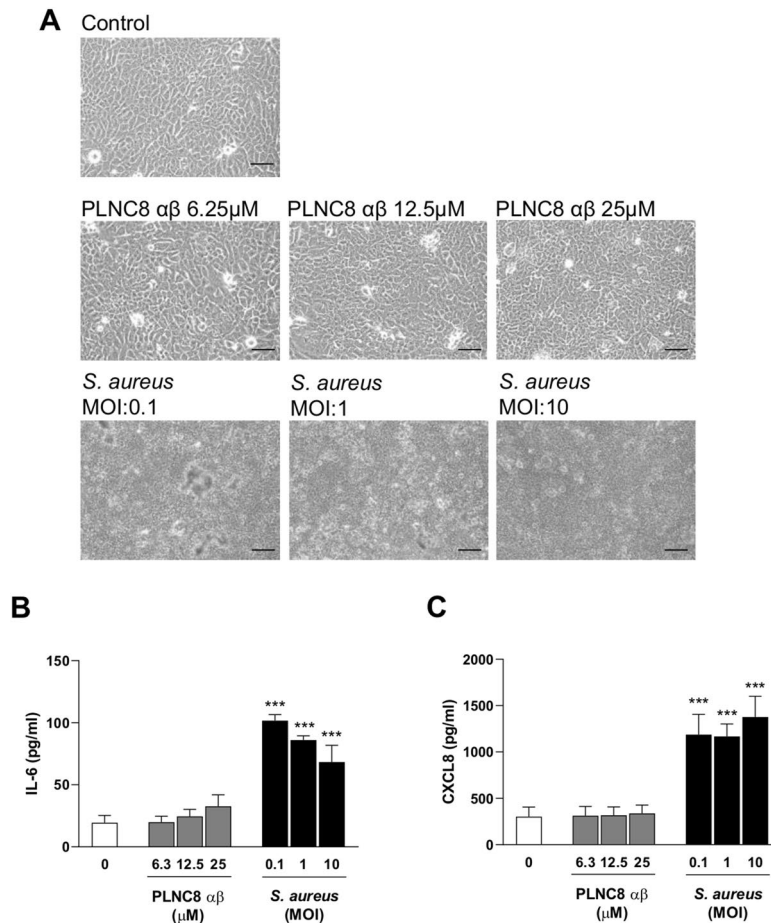 A
Control
PLNC8 αβ 6.25μM PLNC8 αβ 12.5μM PLNC8 αβ 25μM
S. aureus S. aureus S. aureus
MOI:0.1 MOI:1 MOI:10
B
150
100
50
0
IL-6 (pg/ml)
*** *** ***
0 6.3 12.5 25 0.1 1 10
PLNC8 αβ S. aureus
(μM) (MOI)
C
2000
1500
1000
500
0
CXCL8 (pg/ml)
*** *** ***
0 6.3 12.5 25 0.1 1 10
PLNC8 αβ S. aureus
(μM) (MOI)